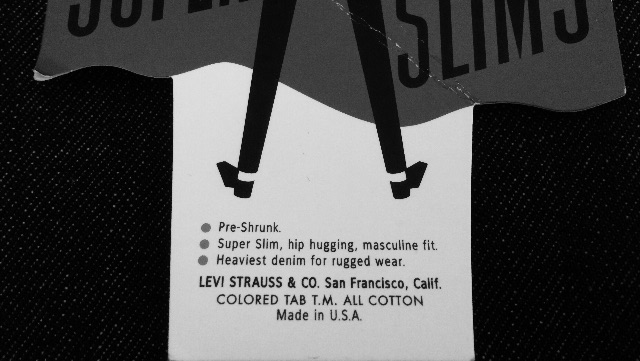 SUPER SLIMS
Pre-Shrunk.
Super Slim, hip hugging, masculine fit.
Heaviest denim for rugged wear.
LEVI STRAUSS & CO. San Francisco, Calif.
COLORED TAB T.M. ALL COTTON
Made in U.S.A.